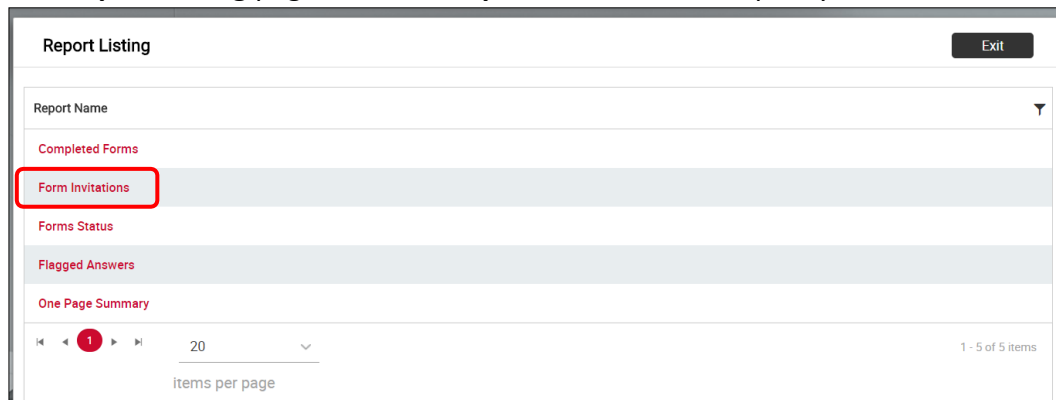 Report Listing
Exit
Report Name
Completed Forms
Form Invitations
Forms Status
Flagged Answers
One Page Summary
1 20 1 - 5 of 5 items
items per page